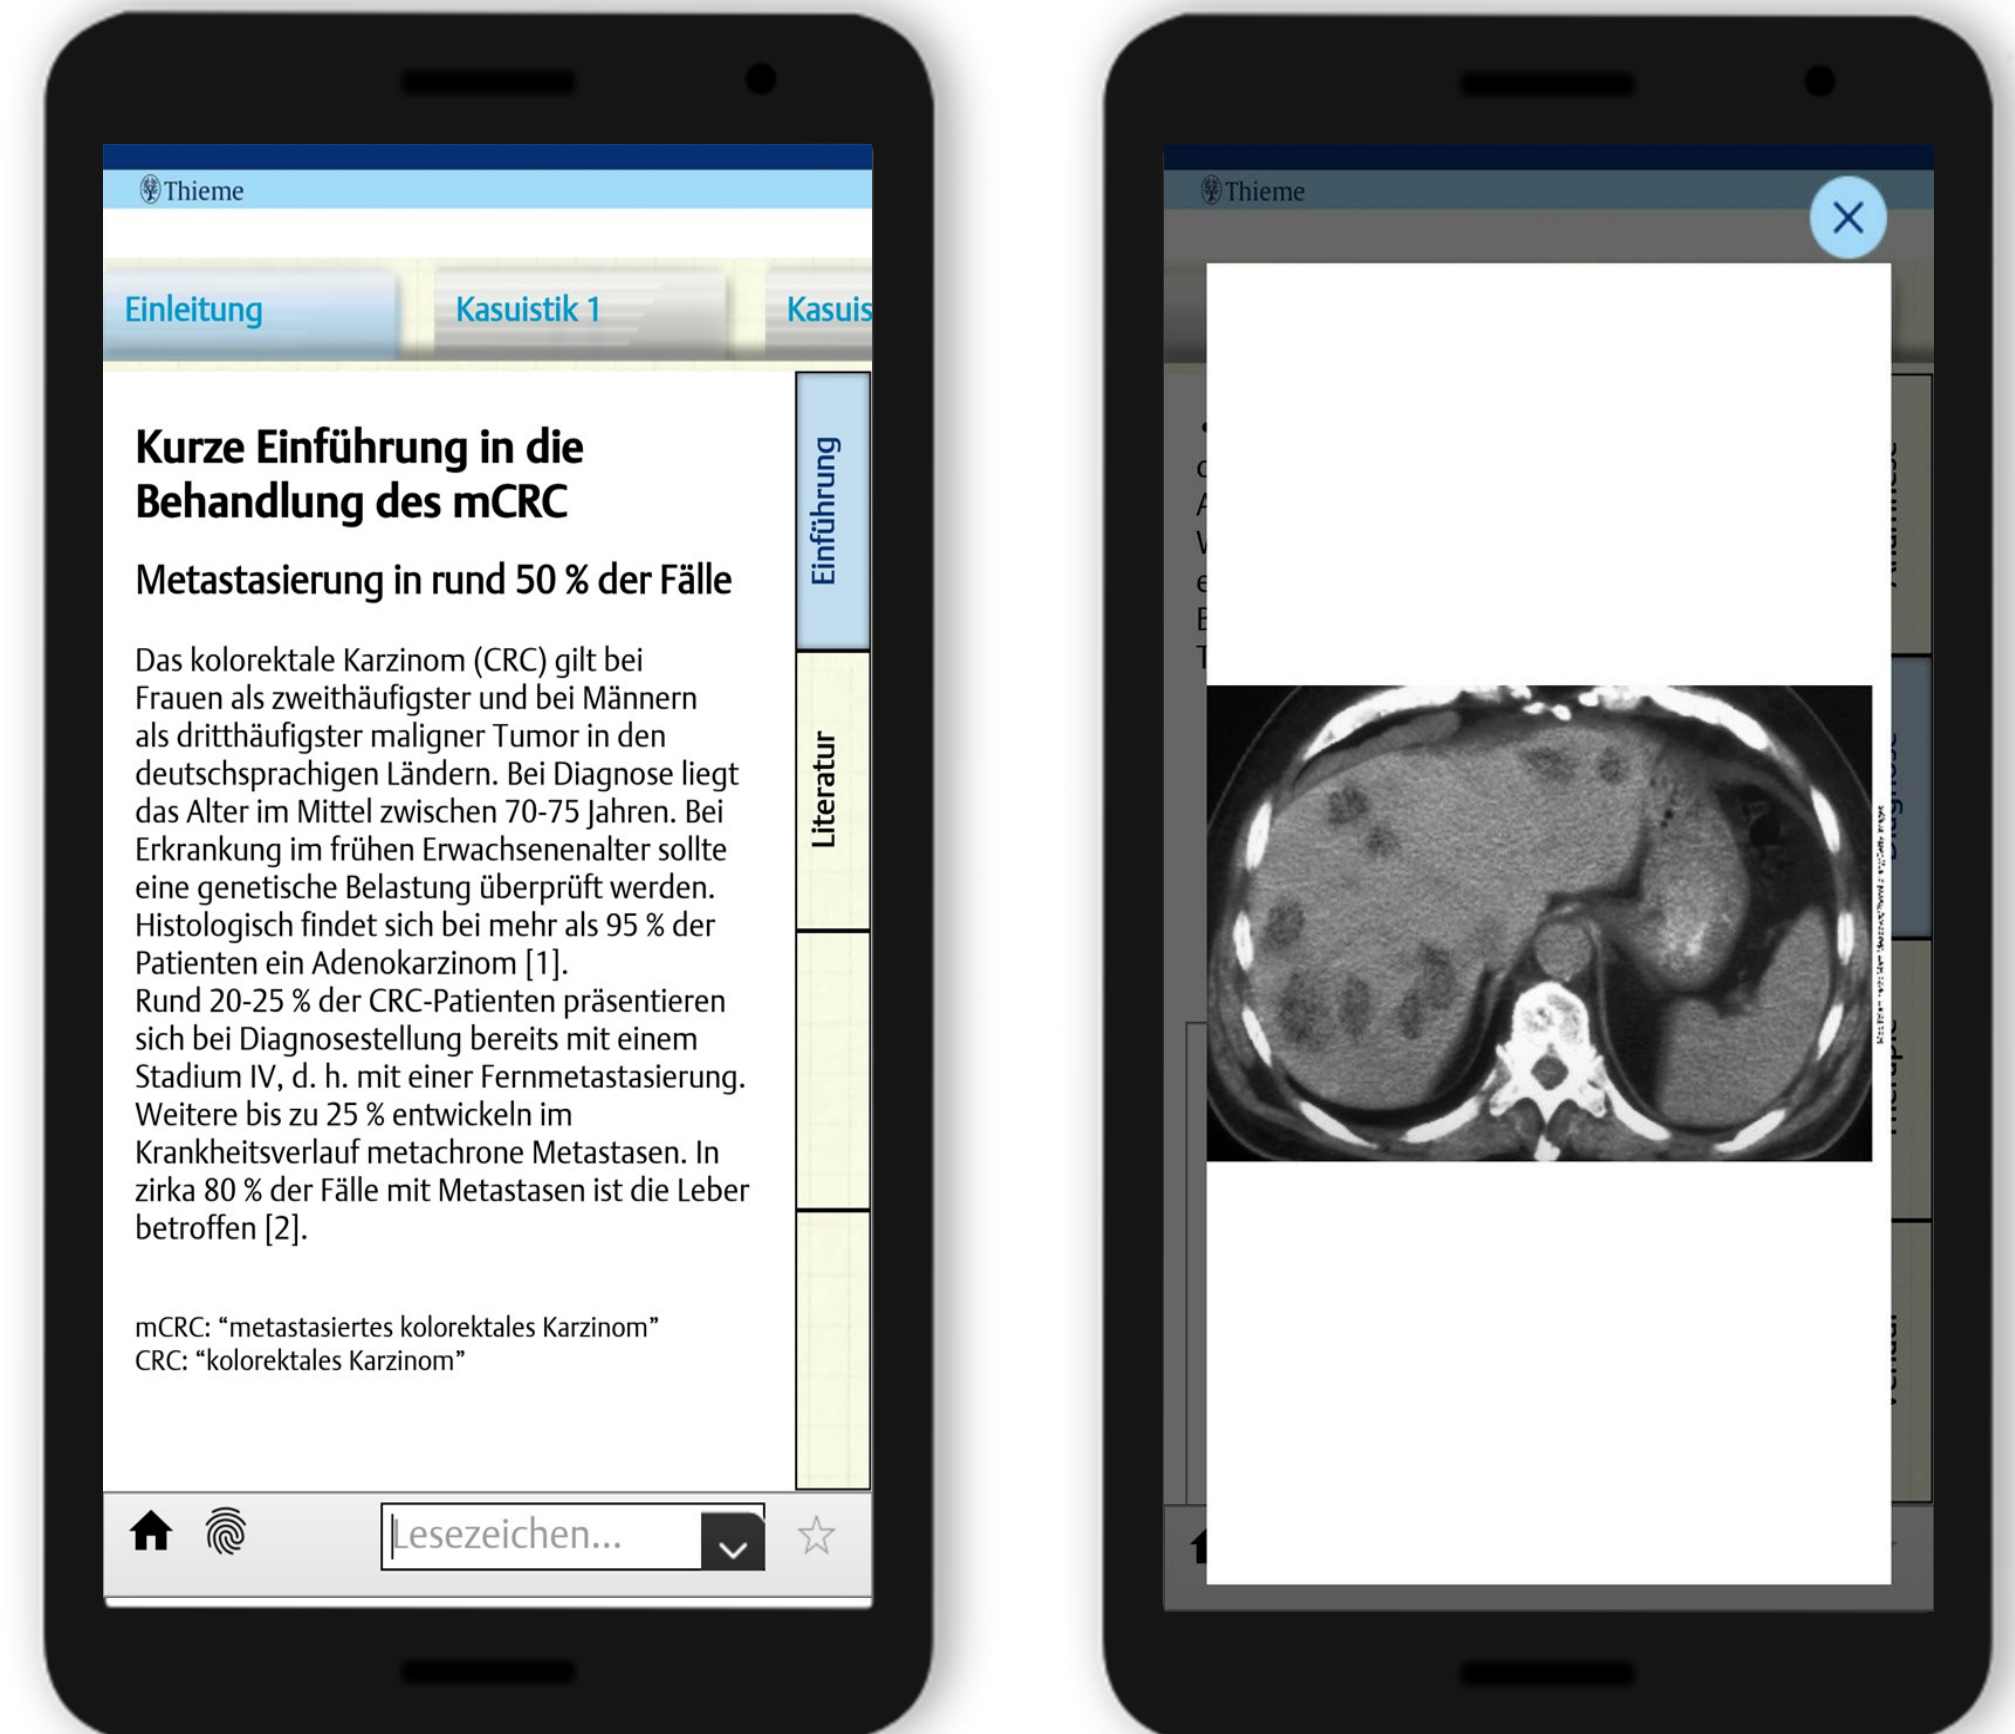 Thieme
Einleitung
Kasuistik 1
Kasuis
Kurze Einführung in die
Behandlung des mCRC
Metastasierung in rund 50 % der Fälle
Das kolorektale Karzinom (CRC) gilt bei
Frauen als zweithäufigster und bei Männern
als dritthäufigster maligner Tumor in den
deutschsprachigen Ländern. Bei Diagnose liegt
das Alter im Mittel zwischen 70-75 Jahren. Bei
Erkrankung im frühen Erwachsenenalter sollte
eine genetische Belastung überprüft werden.
Histologisch findet sich bei mehr als 95 % der
Patienten ein Adenokarzinom [1].
Rund 20-25 % der CRC-Patienten präsentieren
sich bei Diagnosestellung bereits mit einem
Stadium IV, d. h. mit einer Fernmetastasierung.
Weitere bis zu 25 % entwickeln im
Krankheitsverlauf metachrone Metastasen. In
zirka 80 % der Fälle mit Metastasen ist die Leber
betroffen [2].
mCRC: “metastasiertes kolorektales Karzinom”
CRC: “kolorektales Karzinom”
Einführung
Literatur
Lesezeichen...
Thieme